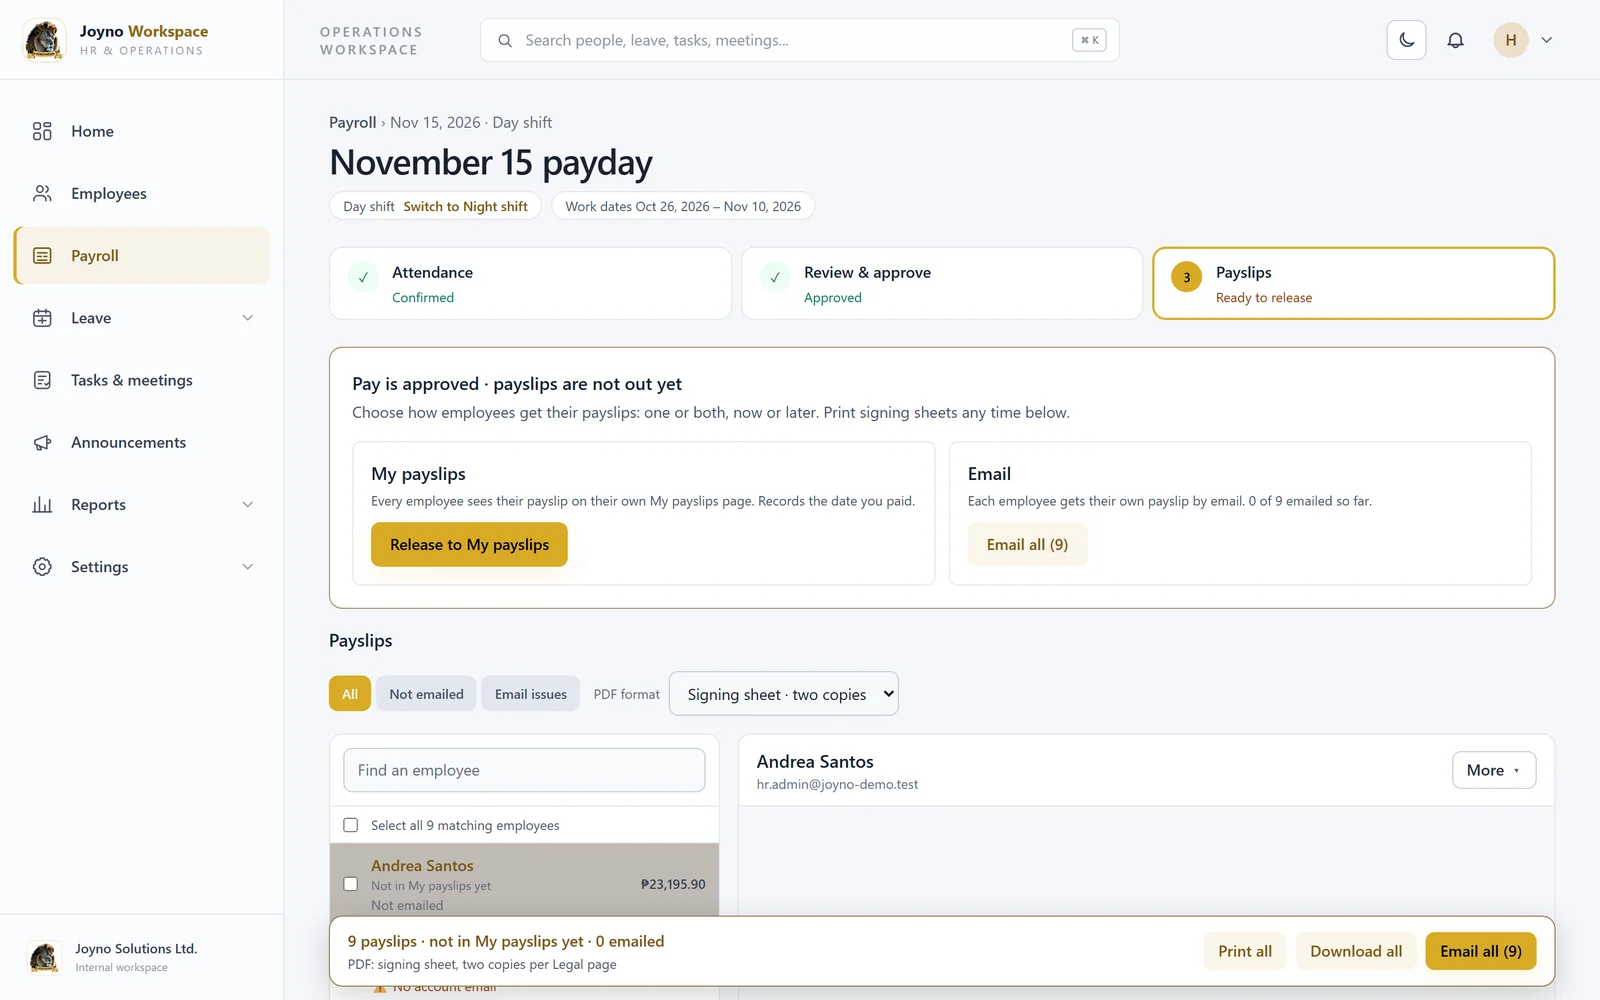 Joyno Workspace
HR & OPERATIONS
OPERATIONS
WORKSPACE
Search people, leave, tasks, meetings...
⌘ K
H
Home
Employees
Payroll
Leave
Tasks & meetings
Announcements
Reports
Settings
Joyno Solutions Ltd.
Internal workspace
Payroll › Nov 15, 2026 · Day shift
November 15 payday
Day shift Switch to Night shift
Work dates Oct 26, 2026 – Nov 10, 2026
✓ Attendance
Confirmed
✓ Review & approve
Approved
3 Payslips
Ready to release
Pay is approved · payslips are not out yet
Choose how employees get their payslips: one or both, now or later. Print signing sheets any time below.
My payslips
Every employee sees their payslip on their own My payslips page. Records the date you paid.
Release to My payslips
Email
Each employee gets their own payslip by email. 0 of 9 emailed so far.
Email all (9)
Payslips
All
Not emailed
Email issues
PDF format
Signing sheet · two copies
Find an employee
Select all 9 matching employees
Andrea Santos
Not in My payslips yet
Not emailed
₱23,195.90
Andrea Santos
hr.admin@joyno-demo.test
More
9 payslips · not in My payslips yet · 0 emailed
PDF: signing sheet, two copies per Legal page
Print all
Download all
Email all (9)
No account email